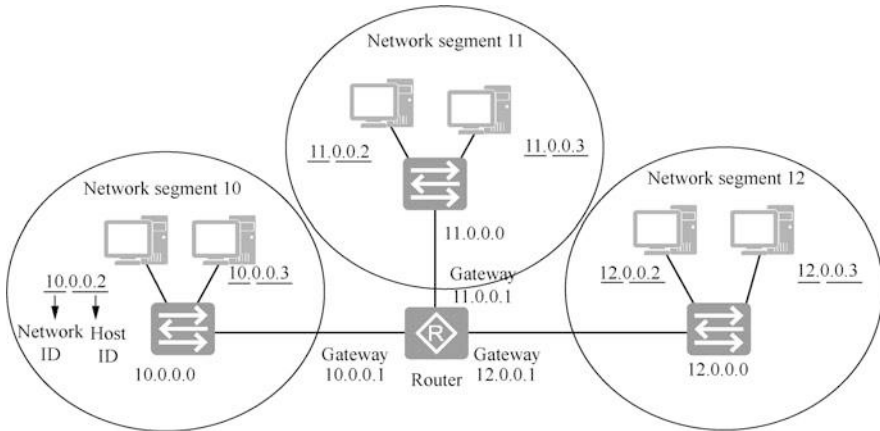 Network segment 11
11.0.0.2
11.0.0.3
11.0.0.0
Gateway
11.0.0.1
Network segment 10
10.0.0.2
10.0.0.3
Network
ID
Host
ID
10.0.0.0
Gateway
10.0.0.1
R
Router
Gateway
12.0.0.1
Network segment 12
12.0.0.2
12.0.0.3
12.0.0.0